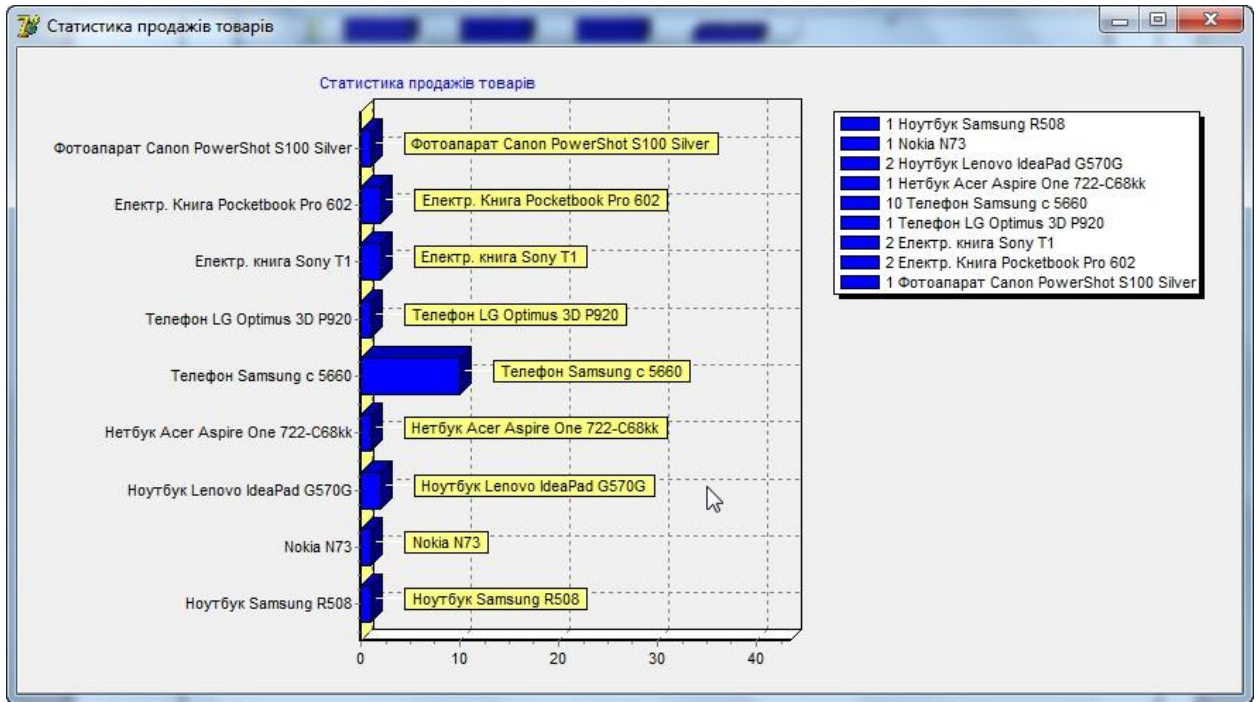 Статистика продажів товарів
Статистика продажів товарів
Фотоапарат Canon PowerShot S100 Silver
Фотоапарат Canon PowerShot S100 Silver
Електр. Книга Pocketbook Pro 602
Електр. Книга Pocketbook Pro 602
Електр. книга Sony T1
Електр. книга Sony T1
Телефон LG Optimus 3D P920
Телефон LG Optimus 3D P920
Телефон Samsung c 5660
Телефон Samsung c 5660
Нетбук Acer Aspire One 722-C68kk
Нетбук Acer Aspire One 722-C68kk
Ноутбук Lenovo IdeaPad G570G
Ноутбук Lenovo IdeaPad G570G
Nokia N73
Nokia N73
Ноутбук Samsung R508
Ноутбук Samsung R508
0 10 20 30 40
1 Ноутбук Samsung R508
1 Nokia N73
2 Ноутбук Lenovo IdeaPad G570G
1 Нетбук Acer Aspire One 722-C68kk
10 Телефон Samsung c 5660
1 Телефон LG Optimus 3D P920
2 Електр. книга Sony T1
2 Електр. Книга Pocketbook Pro 602
1 Фотоапарат Canon PowerShot S100 Silver